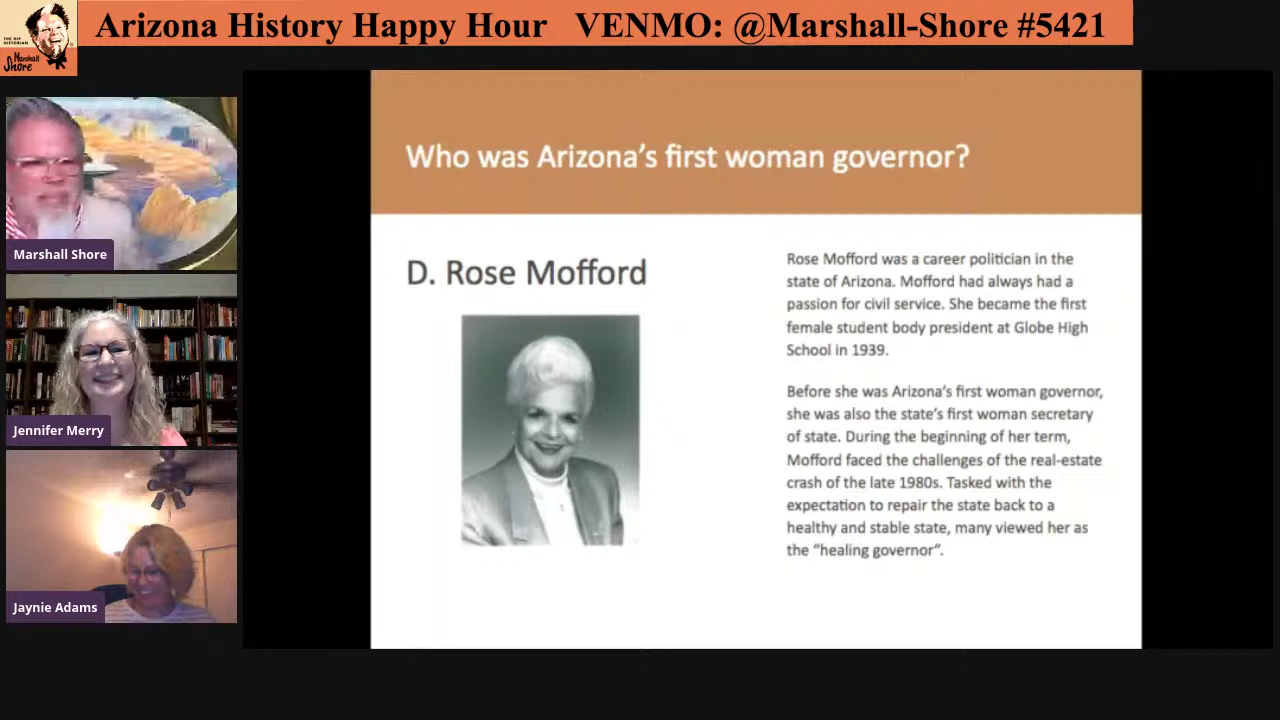 THE HIP
HISTORIAN
Marshall
Shore
Arizona History Happy Hour VENMO: @Marshall-Shore #5421
Marshall Shore
Jennifer Merry
Jaynie Adams
Who was Arizona's first woman governor?
D. Rose Mofford
Rose Mofford was a career politician in the
state of Arizona. Mofford had always had a
passion for civil service. She became the first
female student body president at Globe High
School in 1939.
Before she was Arizona's first woman governor,
she was also the state's first woman secretary
of state. During the beginning of her term,
Mofford faced the challenges of the real-estate
crash of the late 1980s. Tasked with the
expectation to repair the state back to a
healthy and stable state, many viewed her as
the “healing governor”.